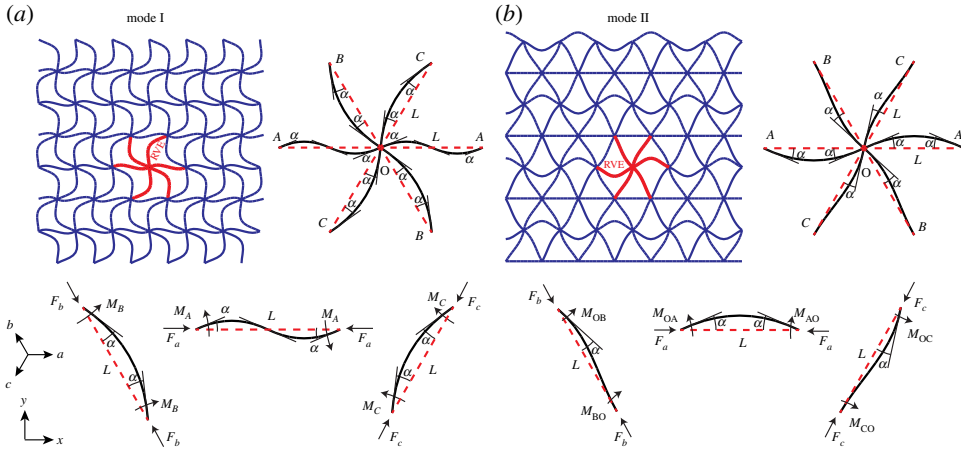 (a)
mode I
RVE
B
C
A
A
C
B
O
L
L
α
α
α
α
α
α
α
α
α
α
(b)
mode II
RVE
B
C
A
A
C
B
O
L
α
α
α
α
α
α
α
α
F_b
M_B
α
L
α
M_B
F_b
M_A
α
L
M_A
F_a
α
F_a
F_c
M_C
α
L
α
M_C
F_c
F_b
M_OB
α
L
M_BO
F_b
M_OA
α
α
M_AO
F_a
L
F_a
F_c
M_OC
α
L
M_CO
F_c
b
a
c
y
x